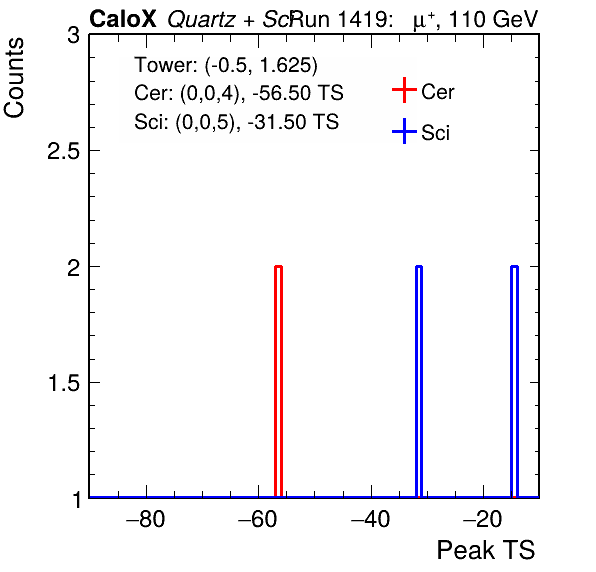 CaloX Quartz + Sci Run 1419: μ⁺, 110 GeV
Counts
3
2.5
2
1.5
1
Tower: (-0.5, 1.625)
Cer: (0,0,4), -56.50 TS
Sci: (0,0,5), -31.50 TS
Cer
Sci
−80 −60 −40 −20
Peak TS